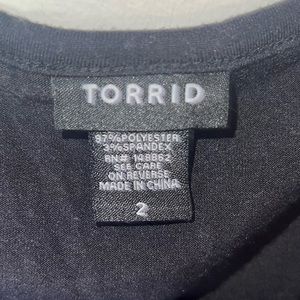 TORRID
97%POLYESTER
3%SPANDEX
RN# 148862
SEE CARE
ON REVERSE
MADE IN CHINA
2